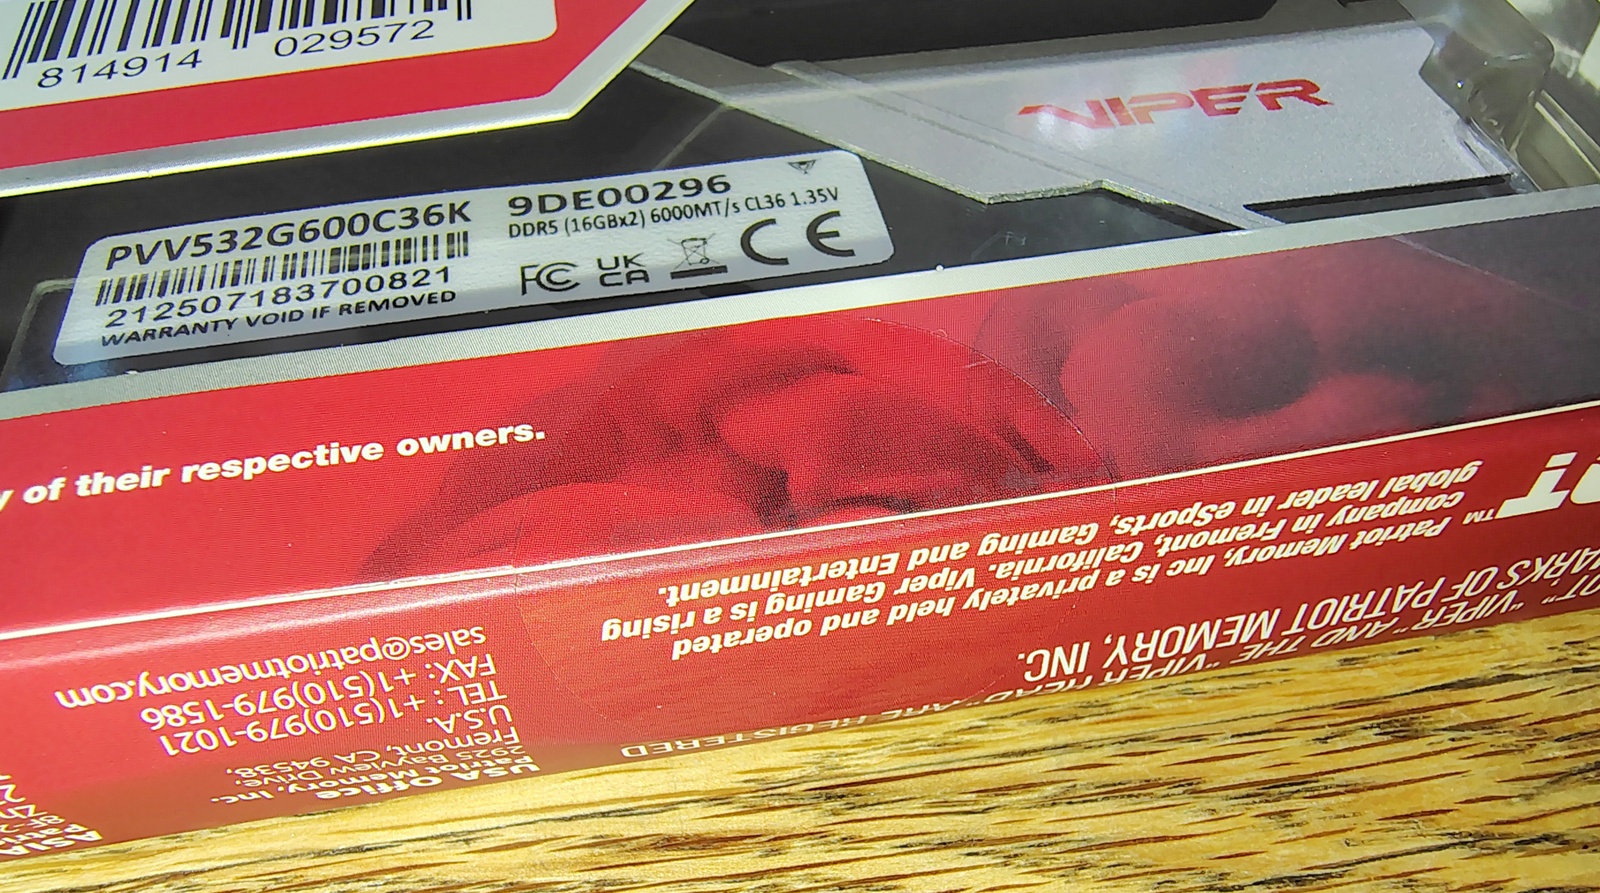 814914 029572
VIPER
PVV532G600C36K
212507183700821
WARRANTY VOID IF REMOVED
9DE00296
DDR5 (16GBx2) 6000MT/s CL36 1.35V
FC UK CA CE
of their respective owners.
Patriot Memory, Inc is a privately held and operated
company in Fremont, California. Viper Gaming is a rising
global leader in eSports, Gaming and Entertainment.
"VIPER" AND THE "VIPER HEAD" ARE REGISTERED
OF PATRIOT MEMORY, INC.
USA Office
Patriot Memory, Inc.
2925 Bayview Drive,
Fremont, CA 94538,
U.S.A.
TEL: +1(510)979-1021
FAX: +1(510)979-1586
sales@patriotmemory.com
ASIA